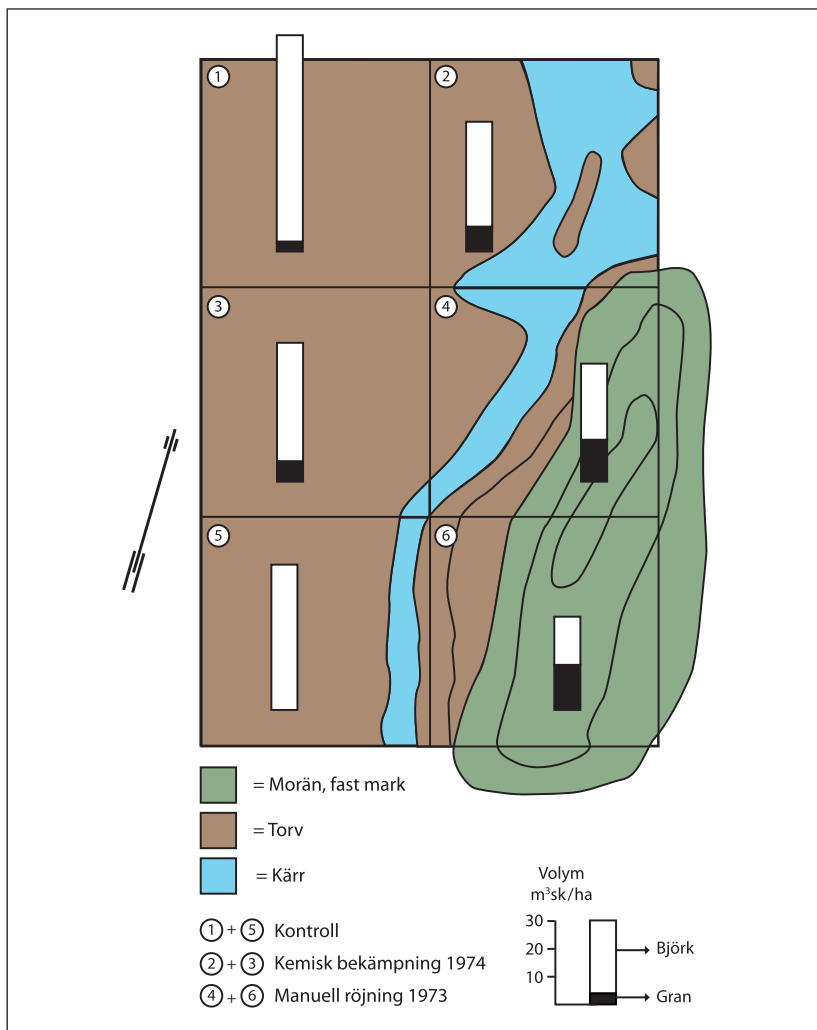 1
2
3
4
5
6
= Morän, fast mark
= Torv
= Kärr
1 + 5 Kontroll
2 + 3 Kemisk bekämpning 1974
4 + 6 Manuell röjning 1973
Volym
m³sk/ha
30
20
10
Björk
Gran